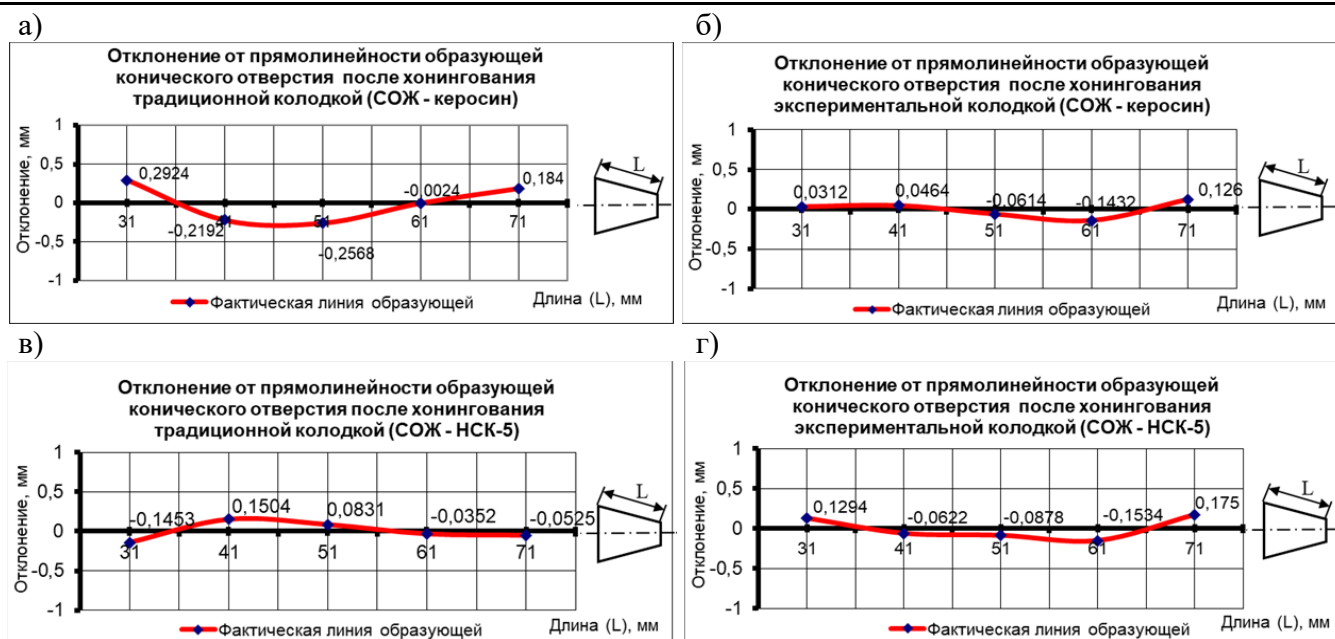 а)
Отклонение от прямолинейности образующей
конического отверстия после хонингования
традиционной колодкой (СОЖ - керосин)
Отклонение, мм
1
0,5
0
-0,5
-1
0,2924
-0,2192
-0,2568
-0,0024
0,184
31
41
51
61
71
L
Фактическая линия образующей
Длина (L), мм
б)
Отклонение от прямолинейности образующей
конического отверстия после хонингования
экспериментальной колодкой (СОЖ - керосин)
Отклонение, мм
1
0,5
0
-0,5
-1
0,0312
0,0464
-0,0614
-0,1432
0,126
31
41
51
61
71
L
Фактическая линия образующей
Длина (L), мм
в)
Отклонение от прямолинейности образующей
конического отверстия после хонингования
традиционной колодкой (СОЖ - НСК-5)
Отклонение, мм
1
0,5
0
-0,5
-1
-0,1453
0,1504
0,0831
-0,0352
-0,0525
31
41
51
61
71
L
Фактическая линия образующей
Длина (L), мм
г)
Отклонение от прямолинейности образующей
конического отверстия после хонингования
экспериментальной колодкой (СОЖ - НСК-5)
Отклонение, мм
1
0,5
0
-0,5
-1
0,1294
-0,0622
-0,0878
-0,1534
0,175
31
41
51
61
71
L
Фактическая линия образующей
Длина (L), мм